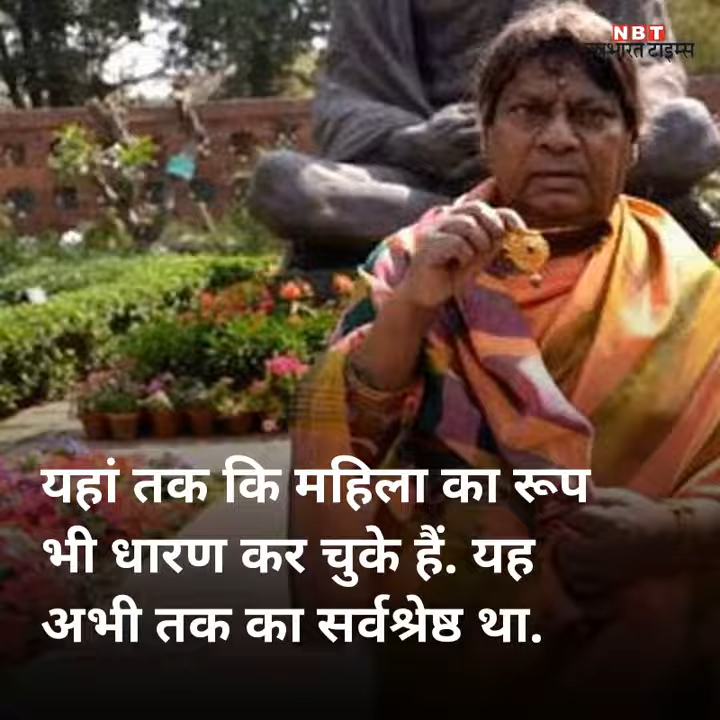 NBT
नवभारत टाइम्स
यहां तक कि महिला का रूप
भी धारण कर चुके हैं. यह
अभी तक का सर्वश्रेष्ठ था.